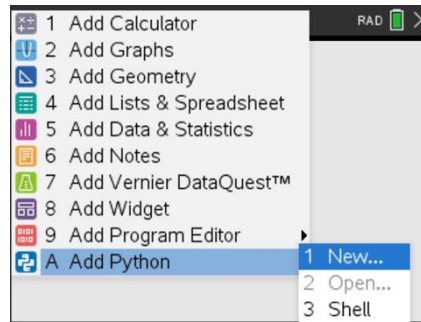 RAD
1 Add Calculator
2 Add Graphs
3 Add Geometry
4 Add Lists & Spreadsheet
5 Add Data & Statistics
6 Add Notes
7 Add Vernier DataQuest™
8 Add Widget
9 Add Program Editor
A Add Python
1 New...
2 Open...
3 Shell